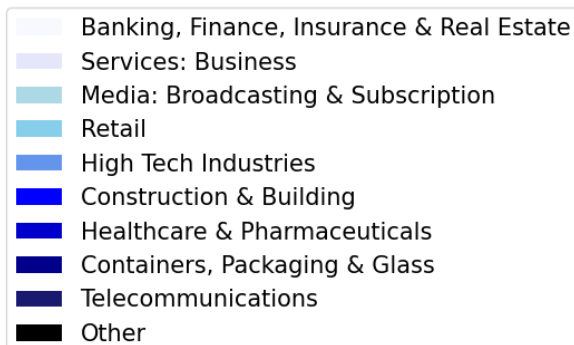 Banking, Finance, Insurance & Real Estate
Services: Business
Media: Broadcasting & Subscription
Retail
High Tech Industries
Construction & Building
Healthcare & Pharmaceuticals
Containers, Packaging & Glass
Telecommunications
Other